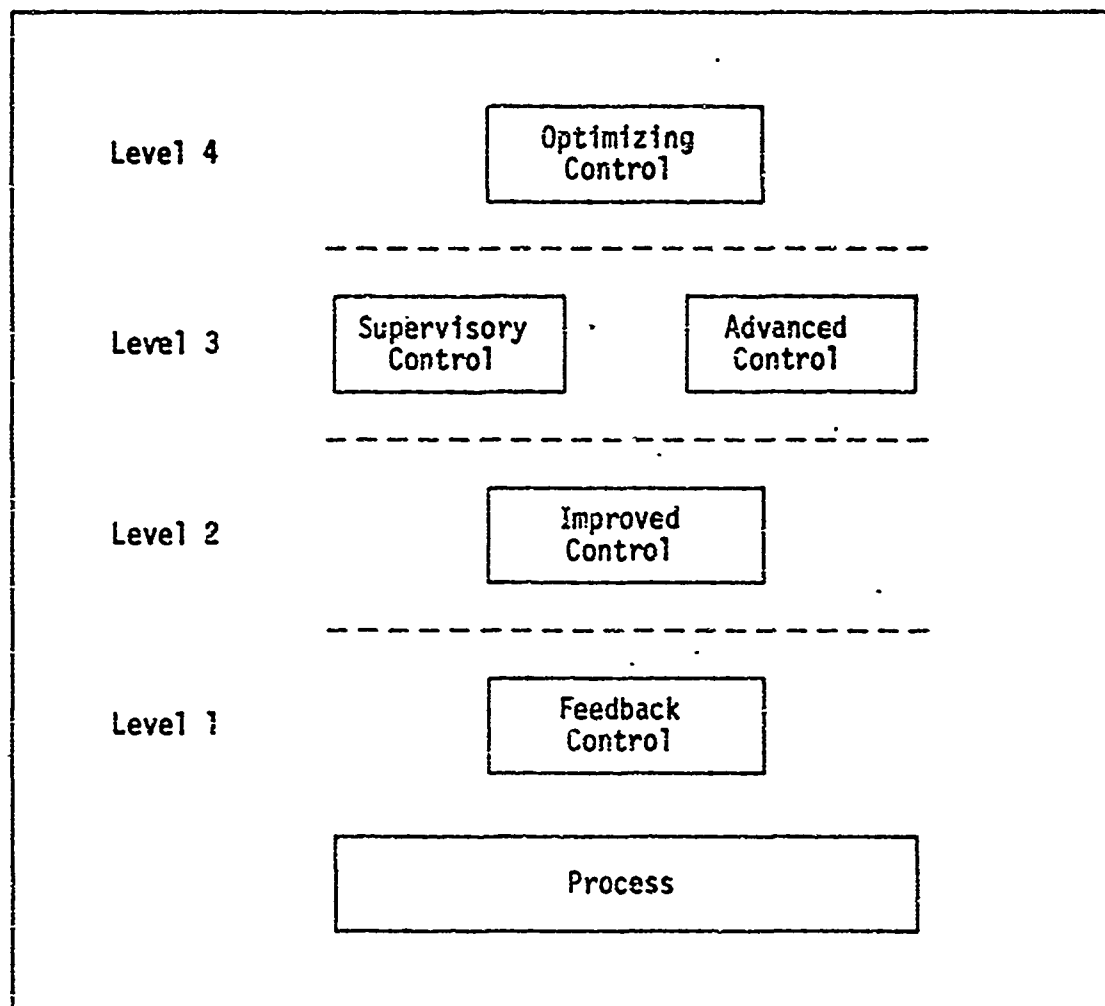 Level 4
Optimizing
Control
Level 3
Supervisory
Control
Advanced
Control
Level 2
Improved
Control
Level 1
Feedback
Control
Process